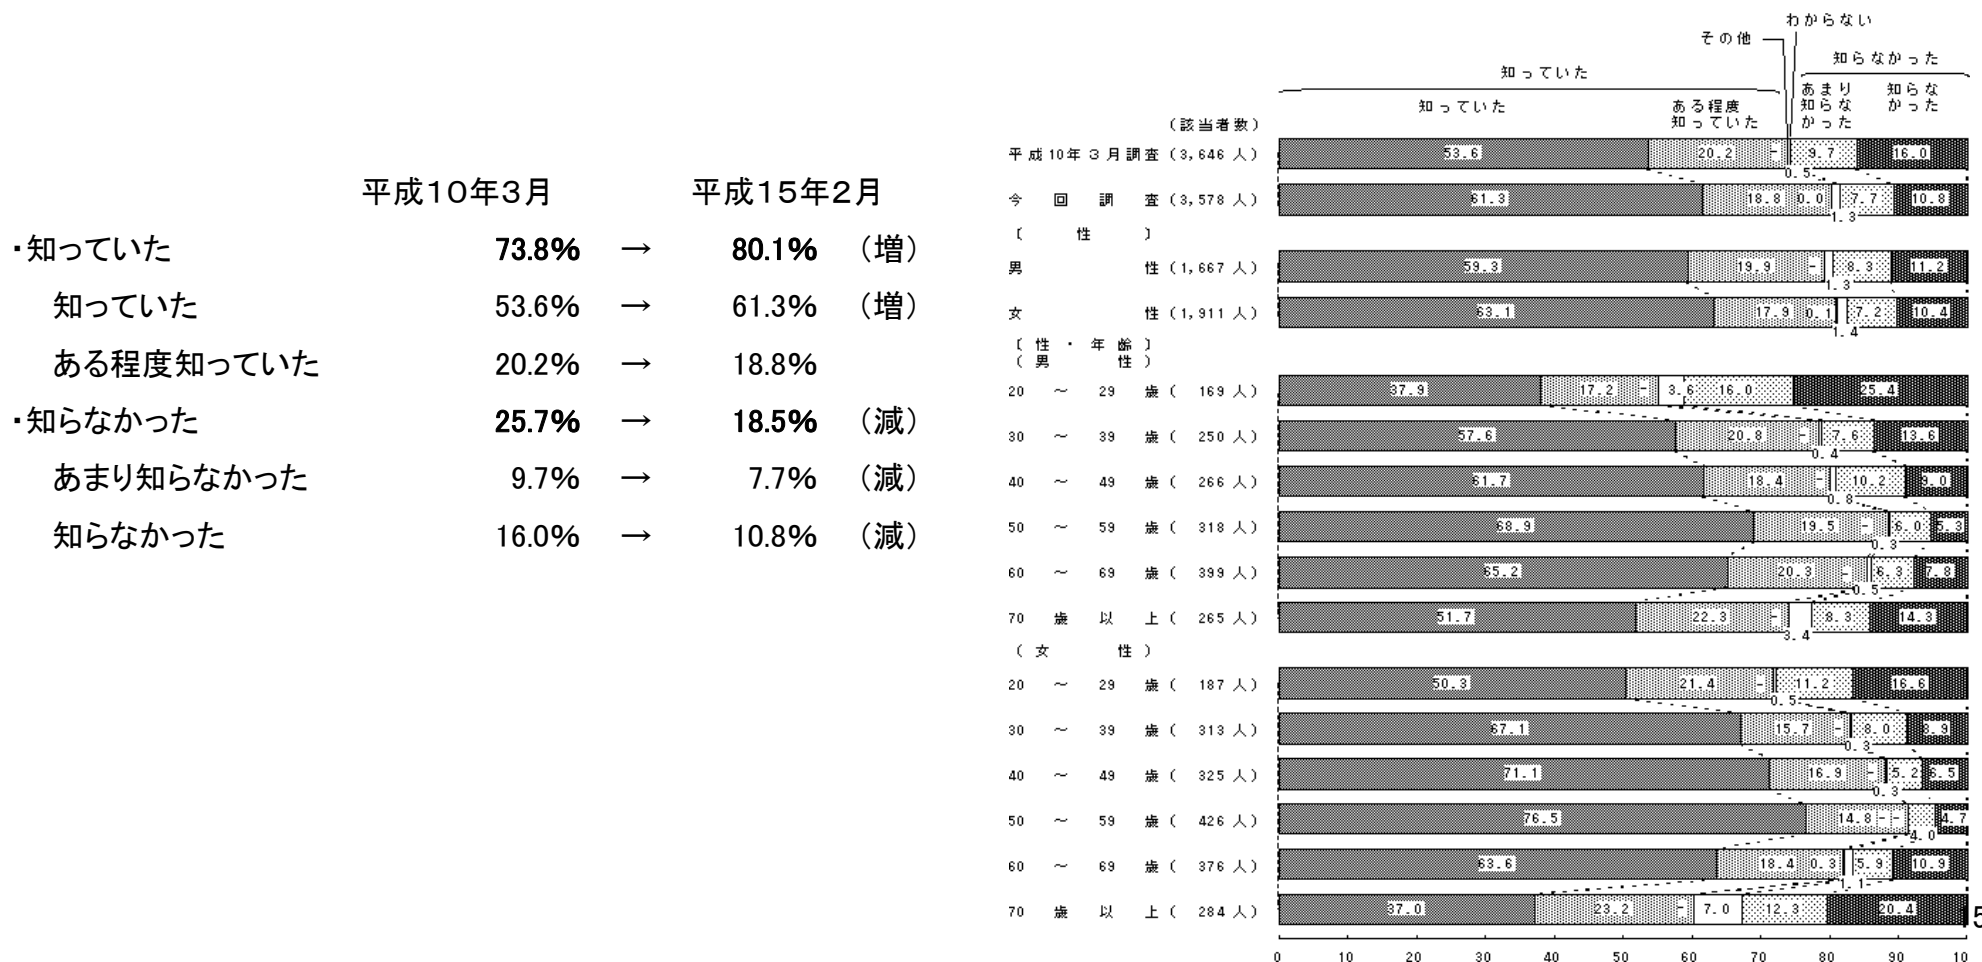 平成10年3月 平成15年2月
・知っていた 73.8% → 80.1% （増）
知っていた 53.6% → 61.3% （増）
ある程度知っていた 20.2% → 18.8%
・知らなかった 25.7% → 18.5% （減）
あまり知らなかった 9.7% → 7.7% （減）
知らなかった 16.0% → 10.8% （減）
わからない
その他
知らなかった
知っていた
知っていた
ある程度
知っていた
あまり
知らな
かった
知らな
かった
（該当者数）
平成10年3月調査（3,646人） 53.6 20.2 - 0.5 9.7 16.0
今回調査（3,578人） 61.3 18.8 0.0 1.3 7.7 10.8
〔性〕
男性（1,667人） 59.3 19.9 - 1.3 8.3 11.2
女性（1,911人） 63.1 17.9 0.1 1.4 7.2 10.4
〔性・年齢〕
（男性）
20～29歳（169人） 37.9 17.2 - 3.6 16.0 25.4
30～39歳（250人） 57.6 20.8 - 0.4 7.6 13.6
40～49歳（266人） 61.7 18.4 - 0.8 10.2 9.0
50～59歳（318人） 68.9 19.5 - 0.3 6.0 5.3
60～69歳（399人） 65.2 20.3 - 0.5 6.3 7.8
70歳以上（265人） 51.7 22.3 - 3.4 8.3 14.3
（女性）
20～29歳（187人） 50.3 21.4 - 0.5 11.2 16.6
30～39歳（313人） 67.1 15.7 - 0.3 8.0 8.9
40～49歳（325人） 71.1 16.9 - 0.3 5.2 6.5
50～59歳（426人） 76.5 14.8 - - 4.0 4.7
60～69歳（376人） 63.6 18.4 0.3 1.1 5.9 10.9
70歳以上（284人） 37.0 23.2 - 7.0 12.3 20.4
0 10 20 30 40 50 60 70 80 90 10